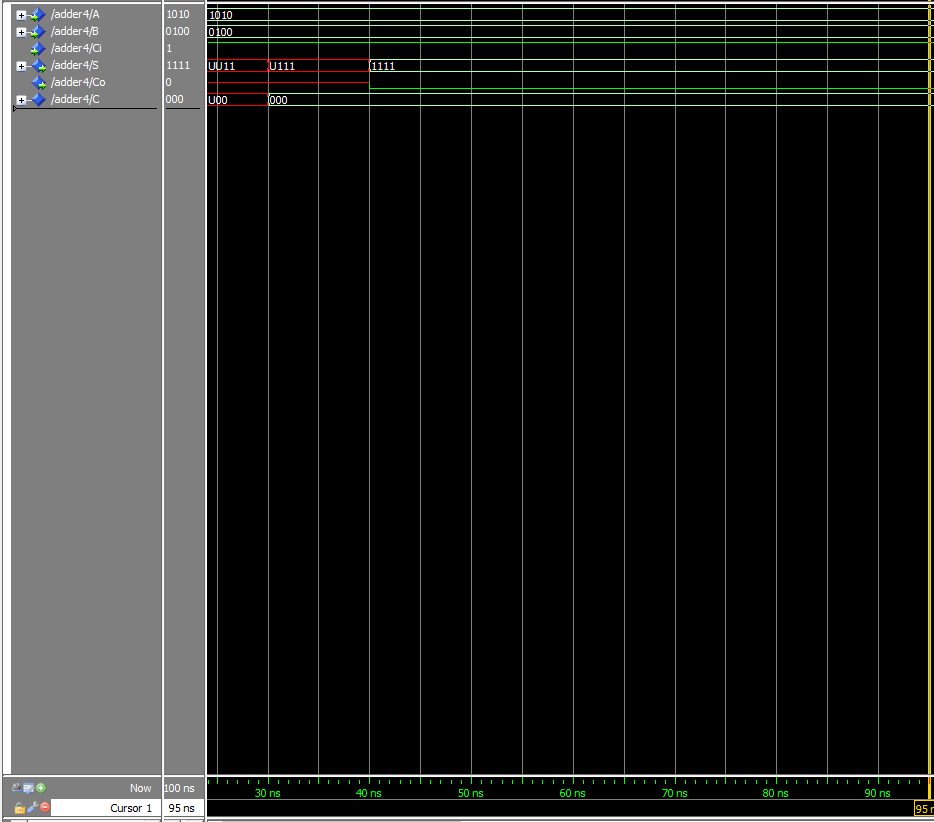 /adder4/A 1010 1010
/adder4/B 0100 0100
/adder4/Ci 1
/adder4/S 1111 UU11 U111 1111
/adder4/Co 0
/adder4/C 000 U00 000
Now 100 ns 30 ns 40 ns 50 ns 60 ns 70 ns 80 ns 90 ns
Cursor 1 95 ns 95 n